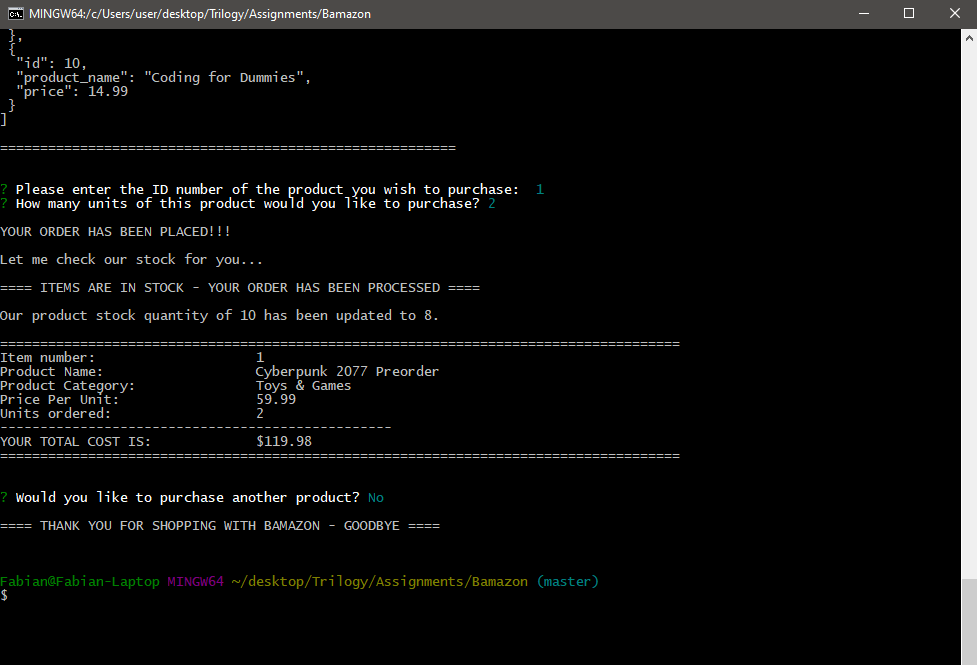 MINGW64:/c/Users/user/desktop/Trilogy/Assignments/Bamazon
},
{
"id": 10,
"product_name": "Coding for Dummies",
"price": 14.99
}
]
=========================================================
? Please enter the ID number of the product you wish to purchase:  1
? How many units of this product would you like to purchase? 2
YOUR ORDER HAS BEEN PLACED!!!
Let me check our stock for you...
==== ITEMS ARE IN STOCK - YOUR ORDER HAS BEEN PROCESSED ====
Our product stock quantity of 10 has been updated to 8.
=====================================================================================
Item number:                    1
Product Name:                   Cyberpunk 2077 Preorder
Product Category:               Toys & Games
Price Per Unit:                 59.99
Units ordered:                  2
-------------------------------------------------
YOUR TOTAL COST IS:             $119.98
=====================================================================================
? Would you like to purchase another product? No
==== THANK YOU FOR SHOPPING WITH BAMAZON - GOODBYE ====
Fabian@Fabian-Laptop MINGW64 ~/desktop/Trilogy/Assignments/Bamazon (master)
$